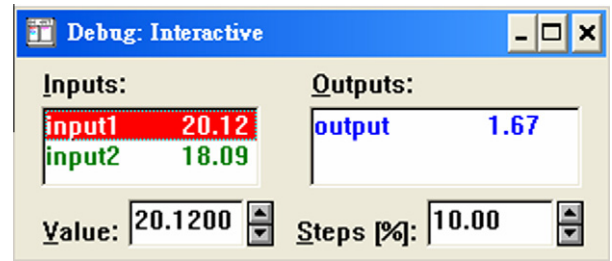 Debug: Interactive
Inputs: Outputs:
input1 20.12 output 1.67
input2 18.09
Value: 20.1200 Steps [%]: 10.00